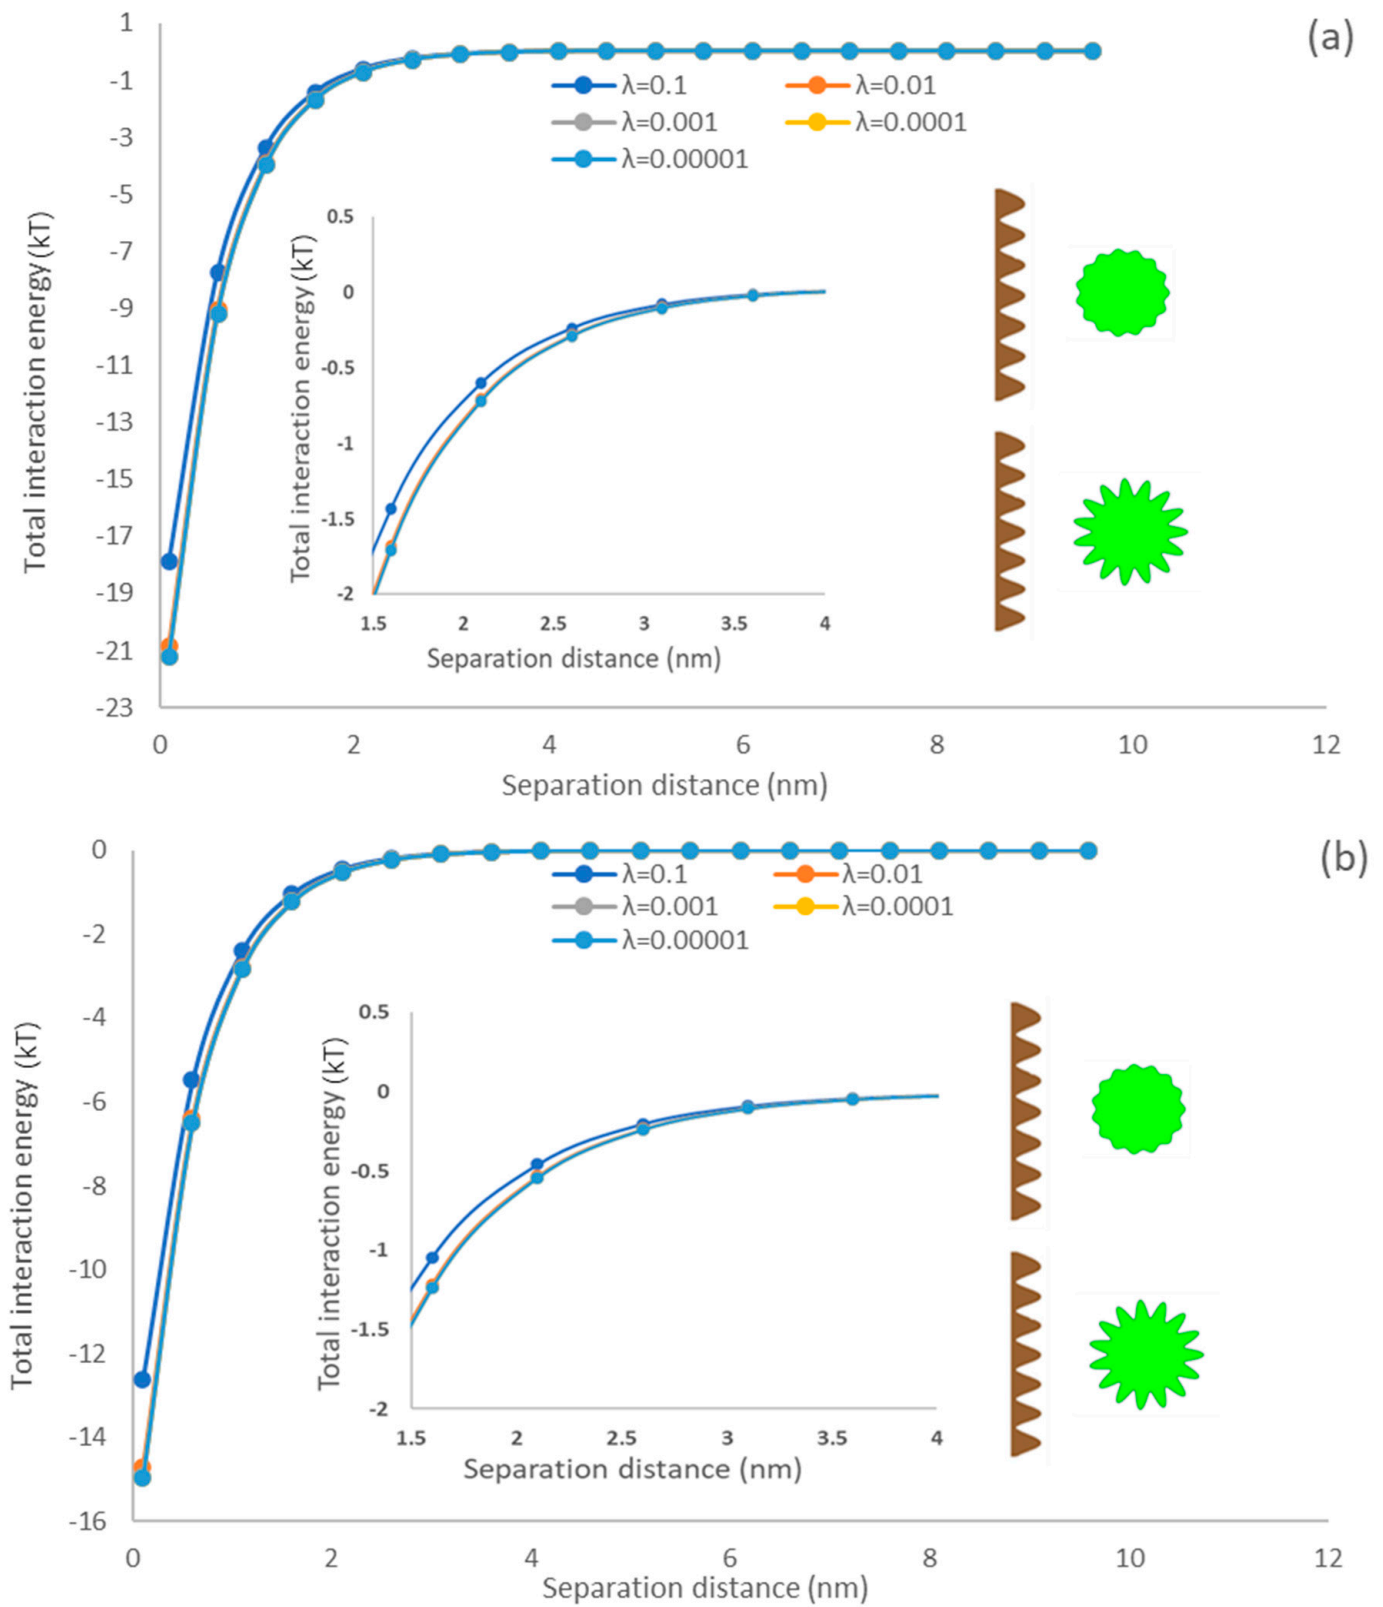 (a)
1
-1
-3
-5
-7
-9
-11
-13
-15
-17
-19
-21
-23
Total interaction energy (kT)
λ=0.1 λ=0.01
λ=0.001 λ=0.0001
λ=0.00001
0.5
0
-0.5
-1
-1.5
-2
Total interaction energy (kT)
1.5 2 2.5 3 3.5 4
Separation distance (nm)
0 2 4 6 8 10 12
Separation distance (nm)
(b)
0
-2
-4
-6
-8
-10
-12
-14
-16
Total interaction energy (kT)
λ=0.1 λ=0.01
λ=0.001 λ=0.0001
λ=0.00001
0.5
0
-0.5
-1
-1.5
-2
Total interaction energy (kT)
1.5 2 2.5 3 3.5 4
Separation distance (nm)
0 2 4 6 8 10 12
Separation distance (nm)